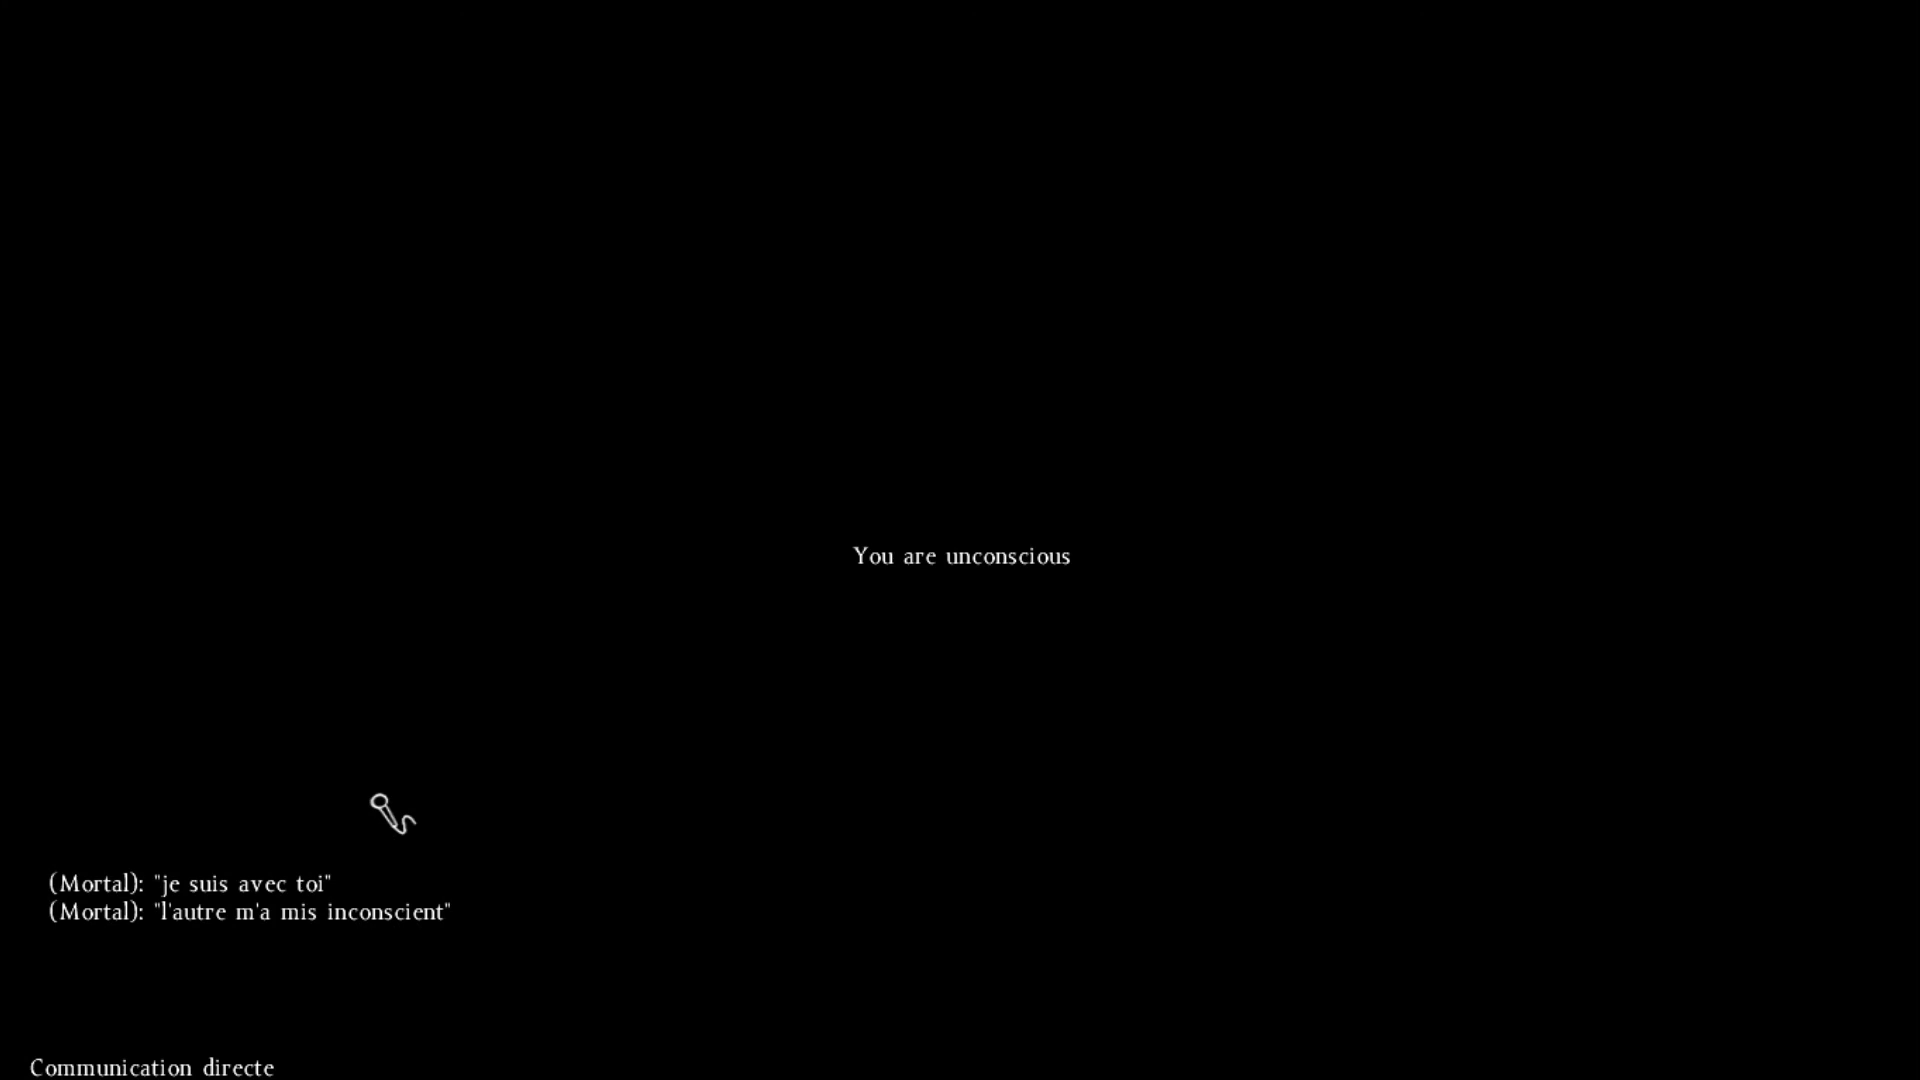 You are unconscious
(Mortal): "je suis avec toi"
(Mortal): "l'autre m'a mis inconscient"
Communication directe